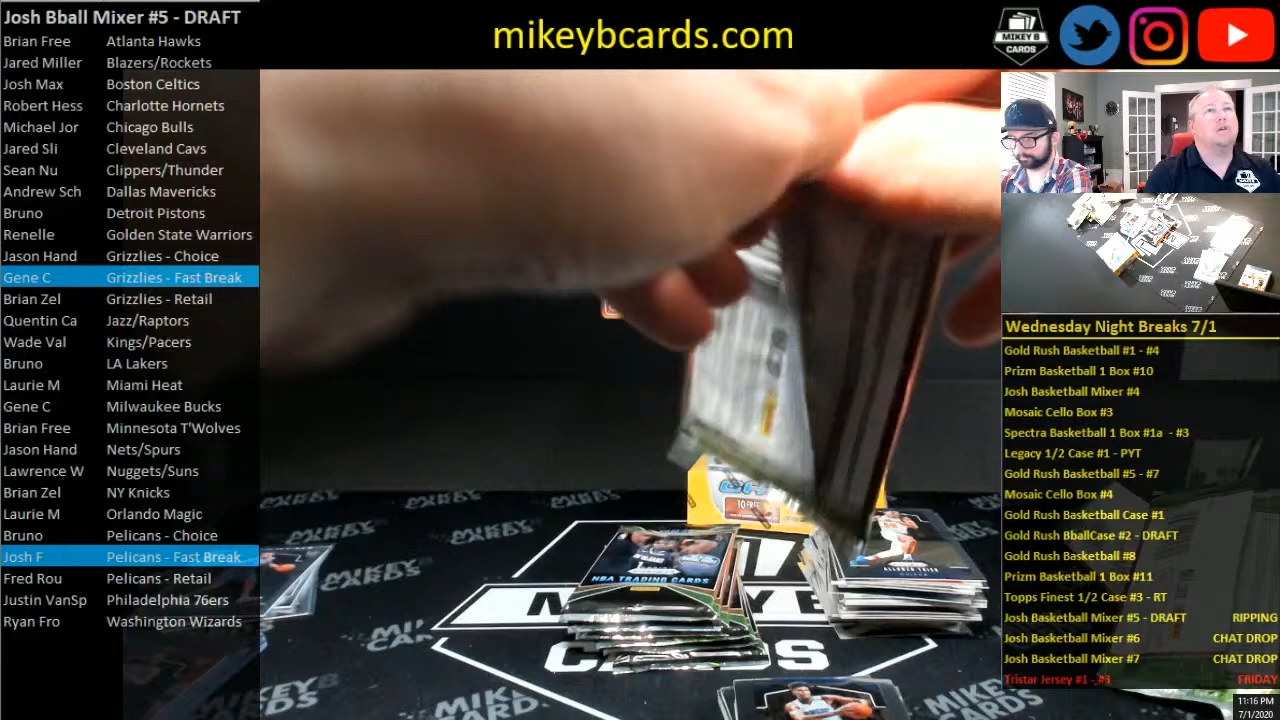 Josh Bball Mixer #5 - DRAFT
Brian Free Atlanta Hawks
Jared Miller Blazers/Rockets
Josh Max Boston Celtics
Robert Hess Charlotte Hornets
Michael Jor Chicago Bulls
Jared Sli Cleveland Cavs
Sean Nu Clippers/Thunder
Andrew Sch Dallas Mavericks
Bruno Detroit Pistons
Renelle Golden State Warriors
Jason Hand Grizzlies - Choice
Gene C Grizzlies - Fast Break
Brian Zel Grizzlies - Retail
Quentin Ca Jazz/Raptors
Wade Val Kings/Pacers
Bruno LA Lakers
Laurie M Miami Heat
Gene C Milwaukee Bucks
Brian Free Minnesota T'Wolves
Jason Hand Nets/Spurs
Lawrence W Nuggets/Suns
Brian Zel NY Knicks
Laurie M Orlando Magic
Bruno Pelicans - Choice
Josh F Pelicans - Fast Break
Fred Rou Pelicans - Retail
Justin VanSp Philadelphia 76ers
Ryan Fro Washington Wizards
mikeybcards.com
MIKEY B
CARDS
10 FREE
NBA TRADING CARDS
CARDS
Wednesday Night Breaks 7/1
Gold Rush Basketball #1 - #4
Prizm Basketball 1 Box #10
Josh Basketball Mixer #4
Mosaic Cello Box #3
Spectra Basketball 1 Box #1a - #3
Legacy 1/2 Case #1 - PYT
Gold Rush Basketball #5 - #7
Mosaic Cello Box #4
Gold Rush Basketball Case #1
Gold Rush BballCase #2 - DRAFT
Gold Rush Basketball #8
Prizm Basketball 1 Box #11
Topps Finest 1/2 Case #3 - RT
Josh Basketball Mixer #5 - DRAFT RIPPING
Josh Basketball Mixer #6 CHAT DROP
Josh Basketball Mixer #7 CHAT DROP
Tristar Jersey #1 - #3 FRIDAY
11:16 PM
7/1/2020